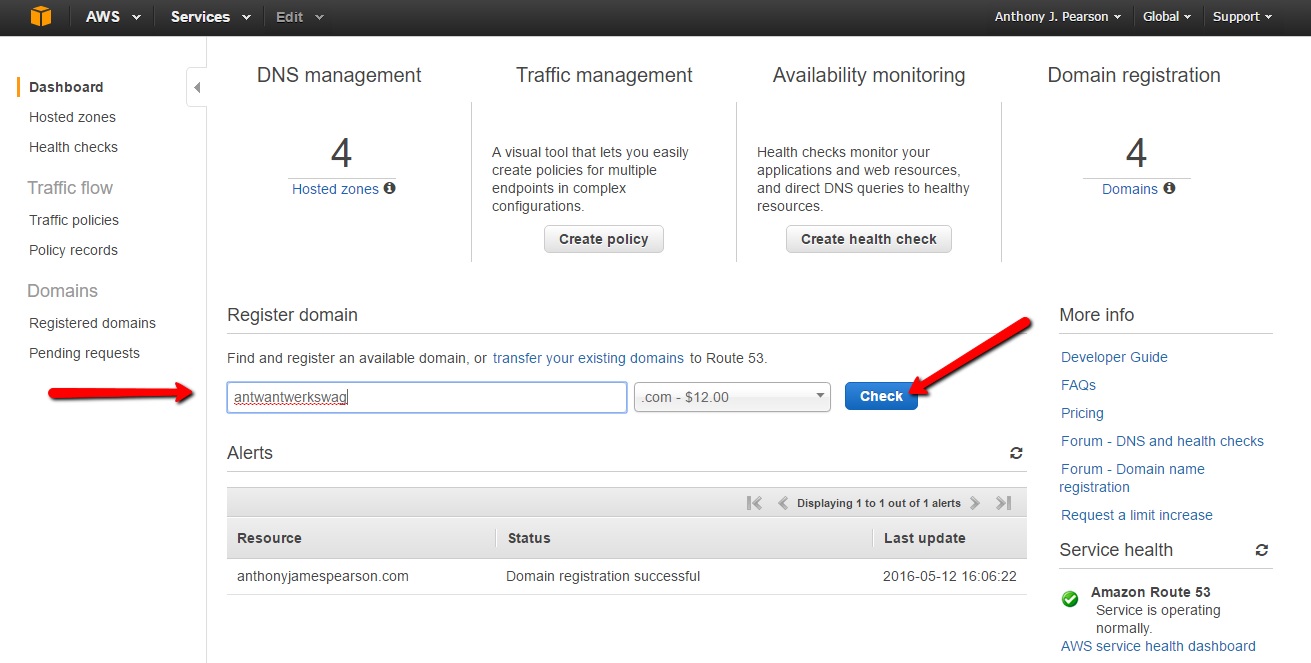 AWS Services Edit Anthony J. Pearson Global Support
Dashboard
Hosted zones
Health checks
Traffic flow
Traffic policies
Policy records
Domains
Registered domains
Pending requests
DNS management
4
Hosted zones
Traffic management
A visual tool that lets you easily
create policies for multiple
endpoints in complex
configurations.
Create policy
Availability monitoring
Health checks monitor your
applications and web resources,
and direct DNS queries to healthy
resources.
Create health check
Domain registration
4
Domains
Register domain
Find and register an available domain, or transfer your existing domains to Route 53.
antwantwerkswag .com - $12.00 Check
Alerts
Displaying 1 to 1 out of 1 alerts
Resource Status Last update
anthonyjamespearson.com Domain registration successful 2016-05-12 16:06:22
More info
Developer Guide
FAQs
Pricing
Forum - DNS and health checks
Forum - Domain name
registration
Request a limit increase
Service health
Amazon Route 53
Service is operating
normally.
AWS service health dashboard